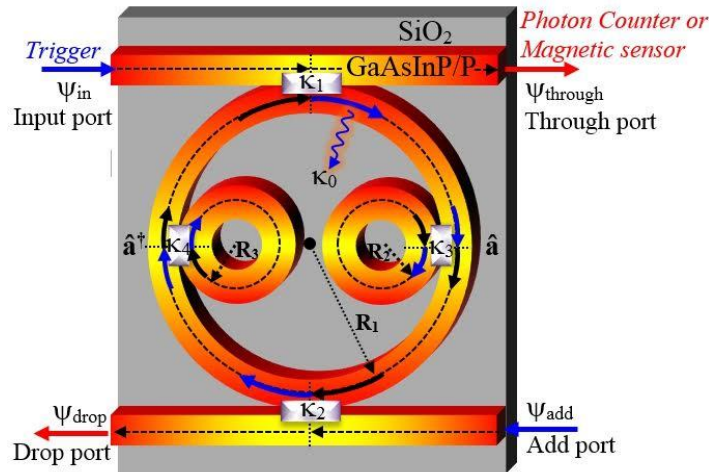 SiO₂
Photon Counter or
Magnetic sensor
Trigger
GaAsInP/P
Ψin
Input port
κ₁
Ψthrough
Through port
κ₀
â†
κ₄
R₃
R₂
κ₃
â
R₁
κ₂
Ψdrop
Drop port
Ψadd
Add port